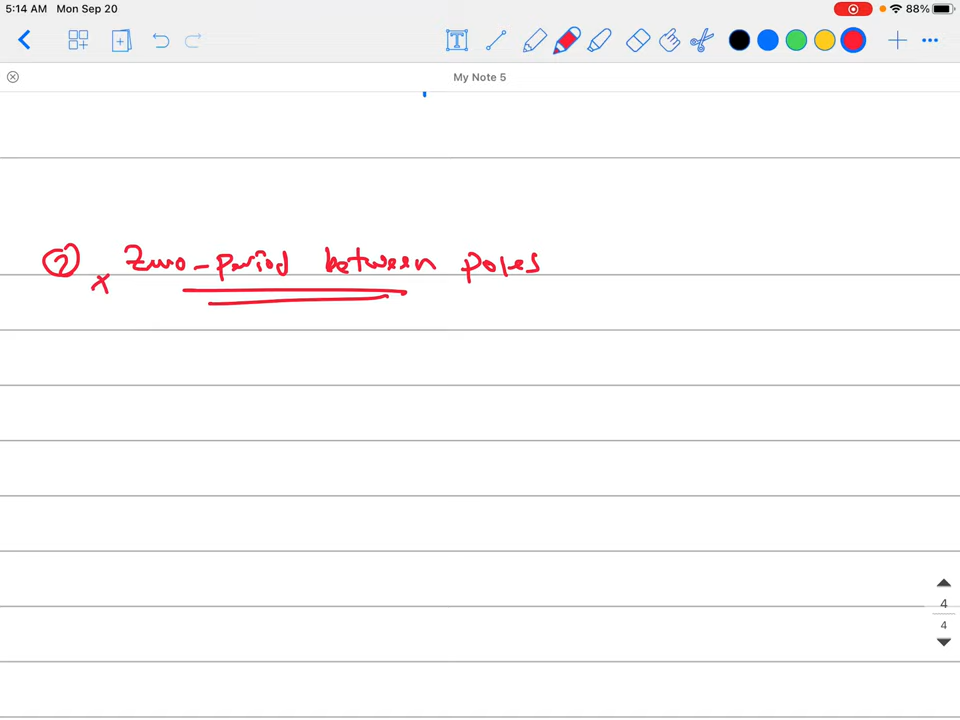 5:14 AM Mon Sep 20
88%
T
My Note 5
② x Zero-period between poles
4
4